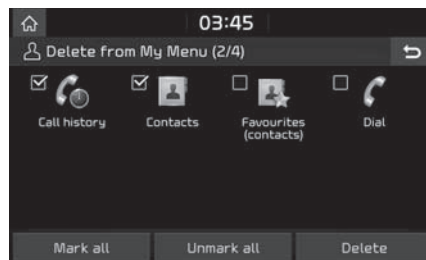 03:45
Delete from My Menu (2/4)
Call history
Contacts
Favourites
(contacts)
Dial
Mark all
Unmark all
Delete